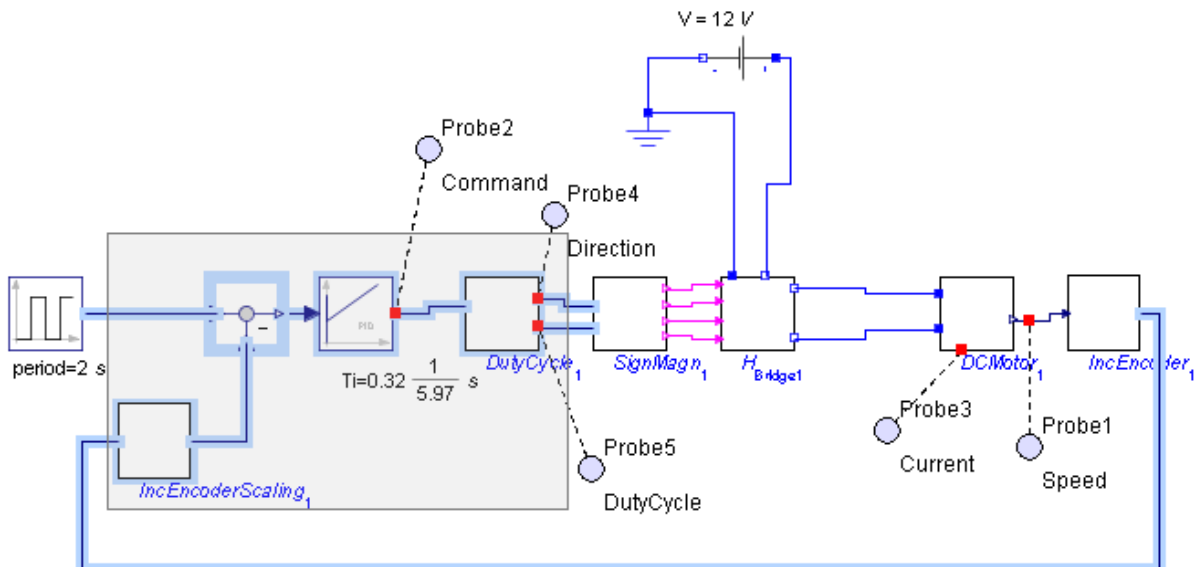 V = 12 V
Probe2
Command
Probe4
Direction
PID
period=2 s
Ti=0.32 1/5.97 s
DutyCycle1
SignMagn1
HBridge1
DCMotor1
IncEncoder1
Probe3
Current
Probe1
Speed
Probe5
DutyCycle
IncEncoderScaling1